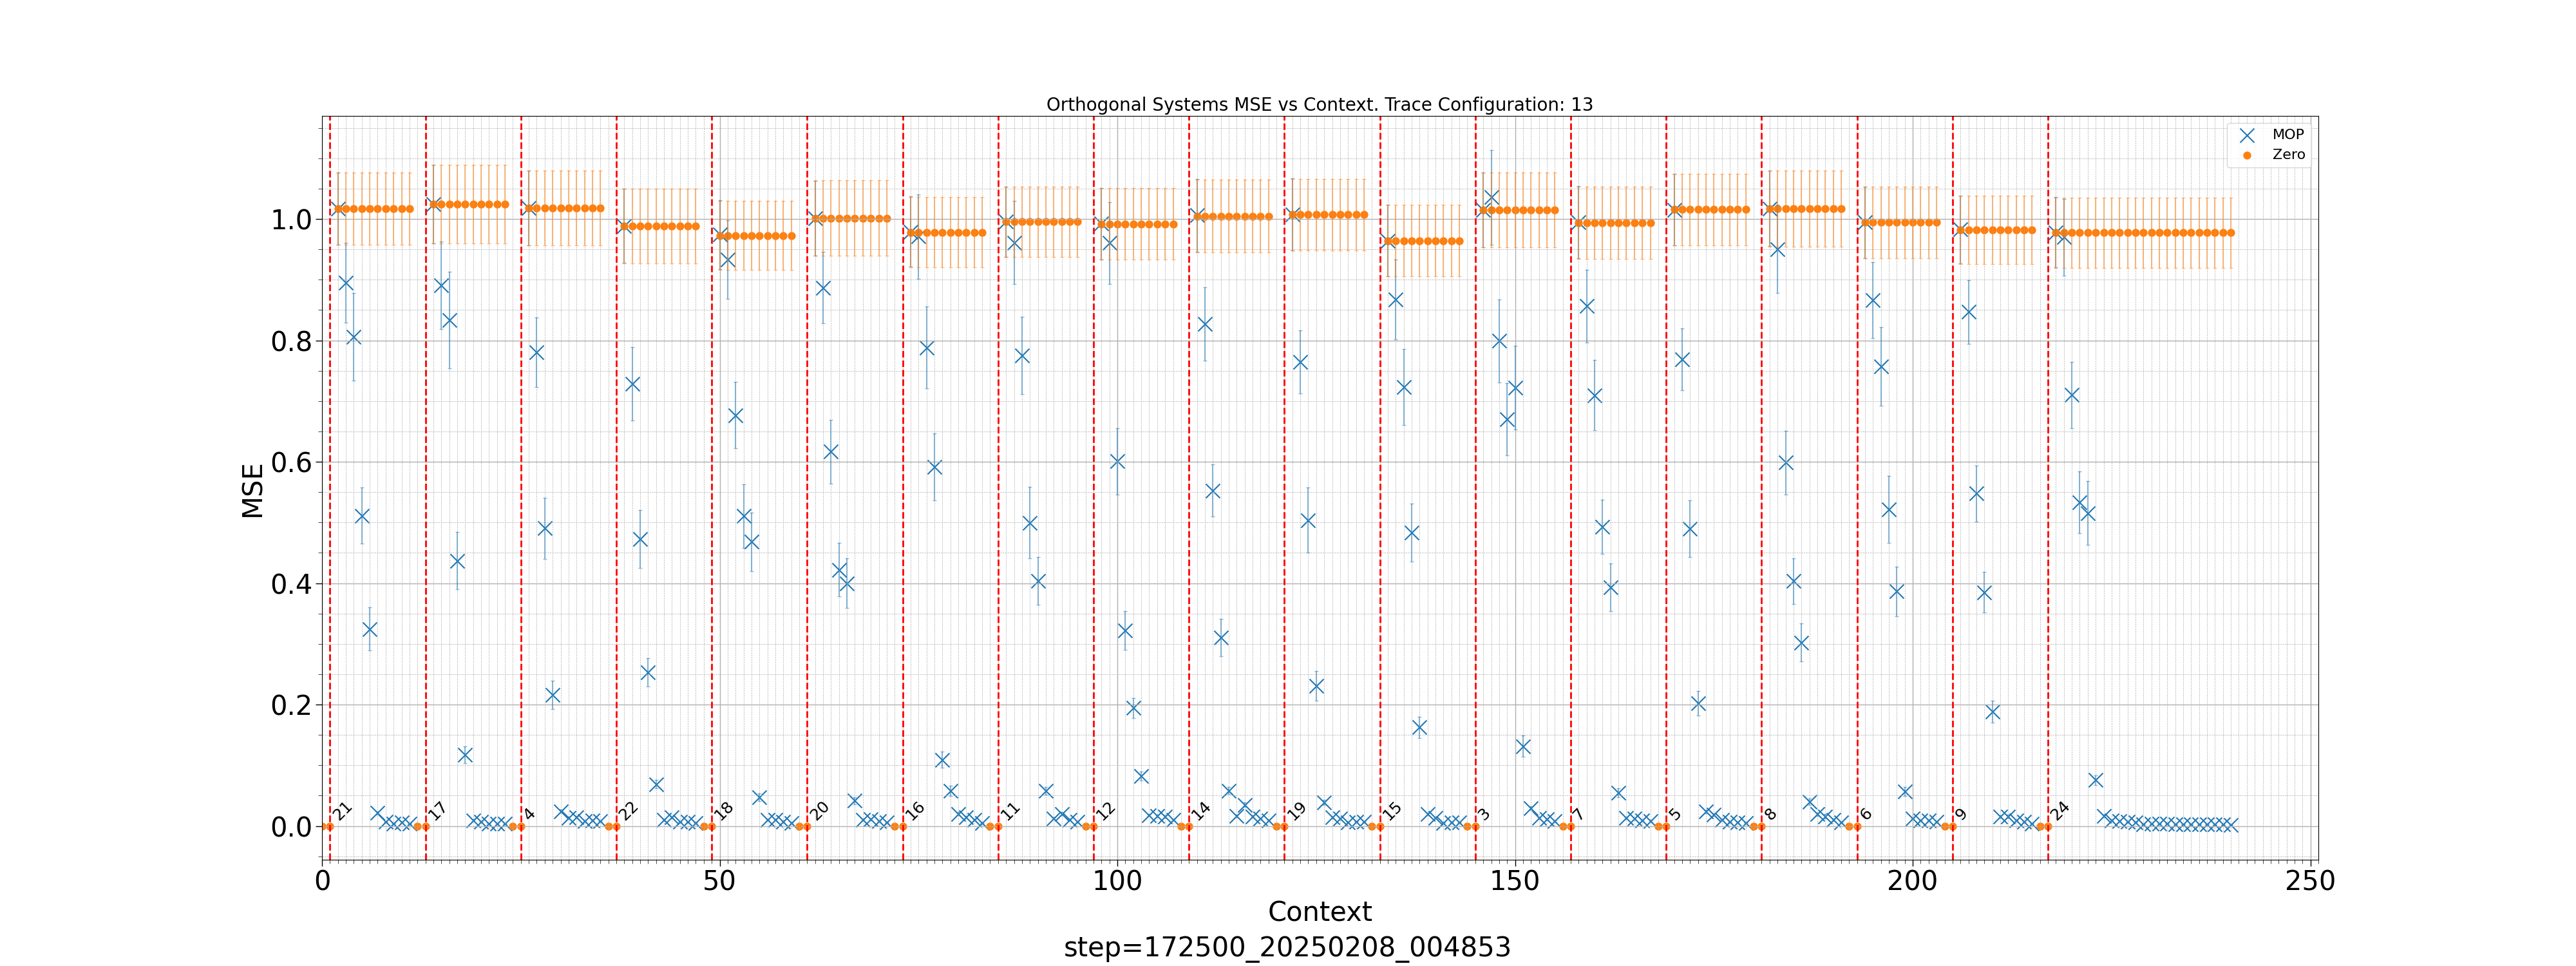 Orthogonal Systems MSE vs Context. Trace Configuration: 13
MOP
Zero
MSE
1.0
0.8
0.6
0.4
0.2
0.0
21 17 4 22 18 20 16 11 12 14 19 15 3 7 5 8 6 9 24
0 50 100 150 200 250
Context
step=172500_20250208_004853